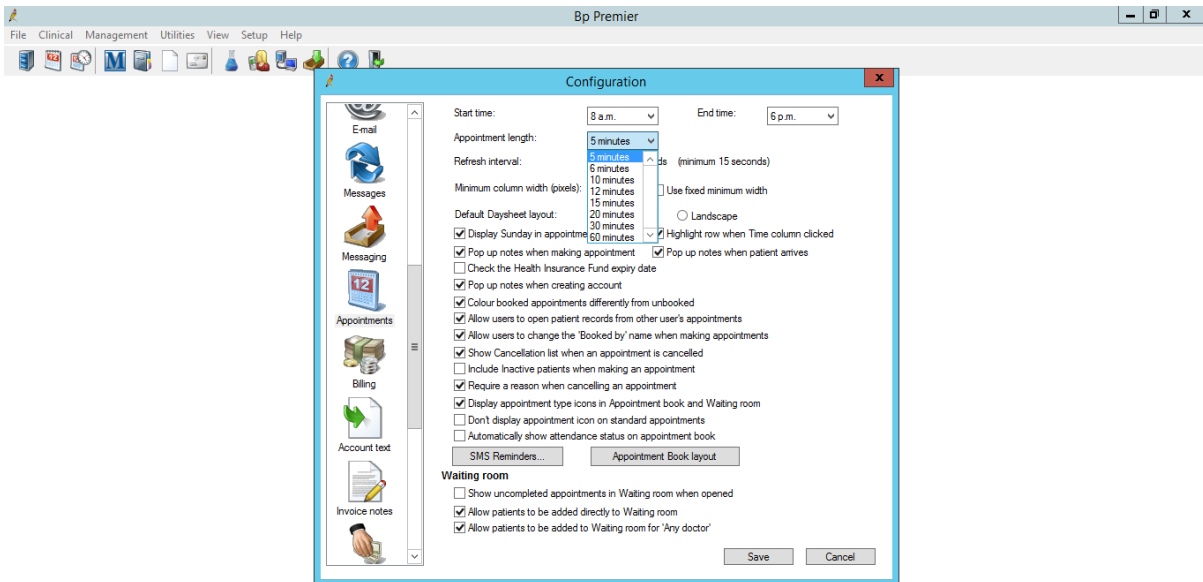 Bp Premier
File Clinical Management Utilities View Setup Help
Configuration
E-mail
Messages
Messaging
Appointments
Billing
Account text
Invoice notes
Start time: 8 a.m. End time: 6 p.m.
Appointment length: 5 minutes
5 minutes
6 minutes
10 minutes
12 minutes
15 minutes
20 minutes
30 minutes
60 minutes
Refresh interval: (minimum 15 seconds)
Minimum column width (pixels): Use fixed minimum width
Default Daysheet layout: Landscape
Display Sunday in Highlight row when Time column clicked
Pop up notes when making appointment Pop up notes when patient arrives
Check the Health Insurance Fund expiry date
Pop up notes when creating account
Colour booked appointments differently from unbooked
Allow users to open patient records from other user's appointments
Allow users to change the 'Booked by' name when making appointments
Show Cancellation list when an appointment is cancelled
Include Inactive patients when making an appointment
Require a reason when cancelling an appointment
Display appointment type icons in Appointment book and Waiting room
Don't display appointment icon on standard appointments
Automatically show attendance status on appointment book
SMS Reminders... Appointment Book layout
Waiting room
Show uncompleted appointments in Waiting room when opened
Allow patients to be added directly to Waiting room
Allow patients to be added to Waiting room for 'Any doctor'
Save Cancel